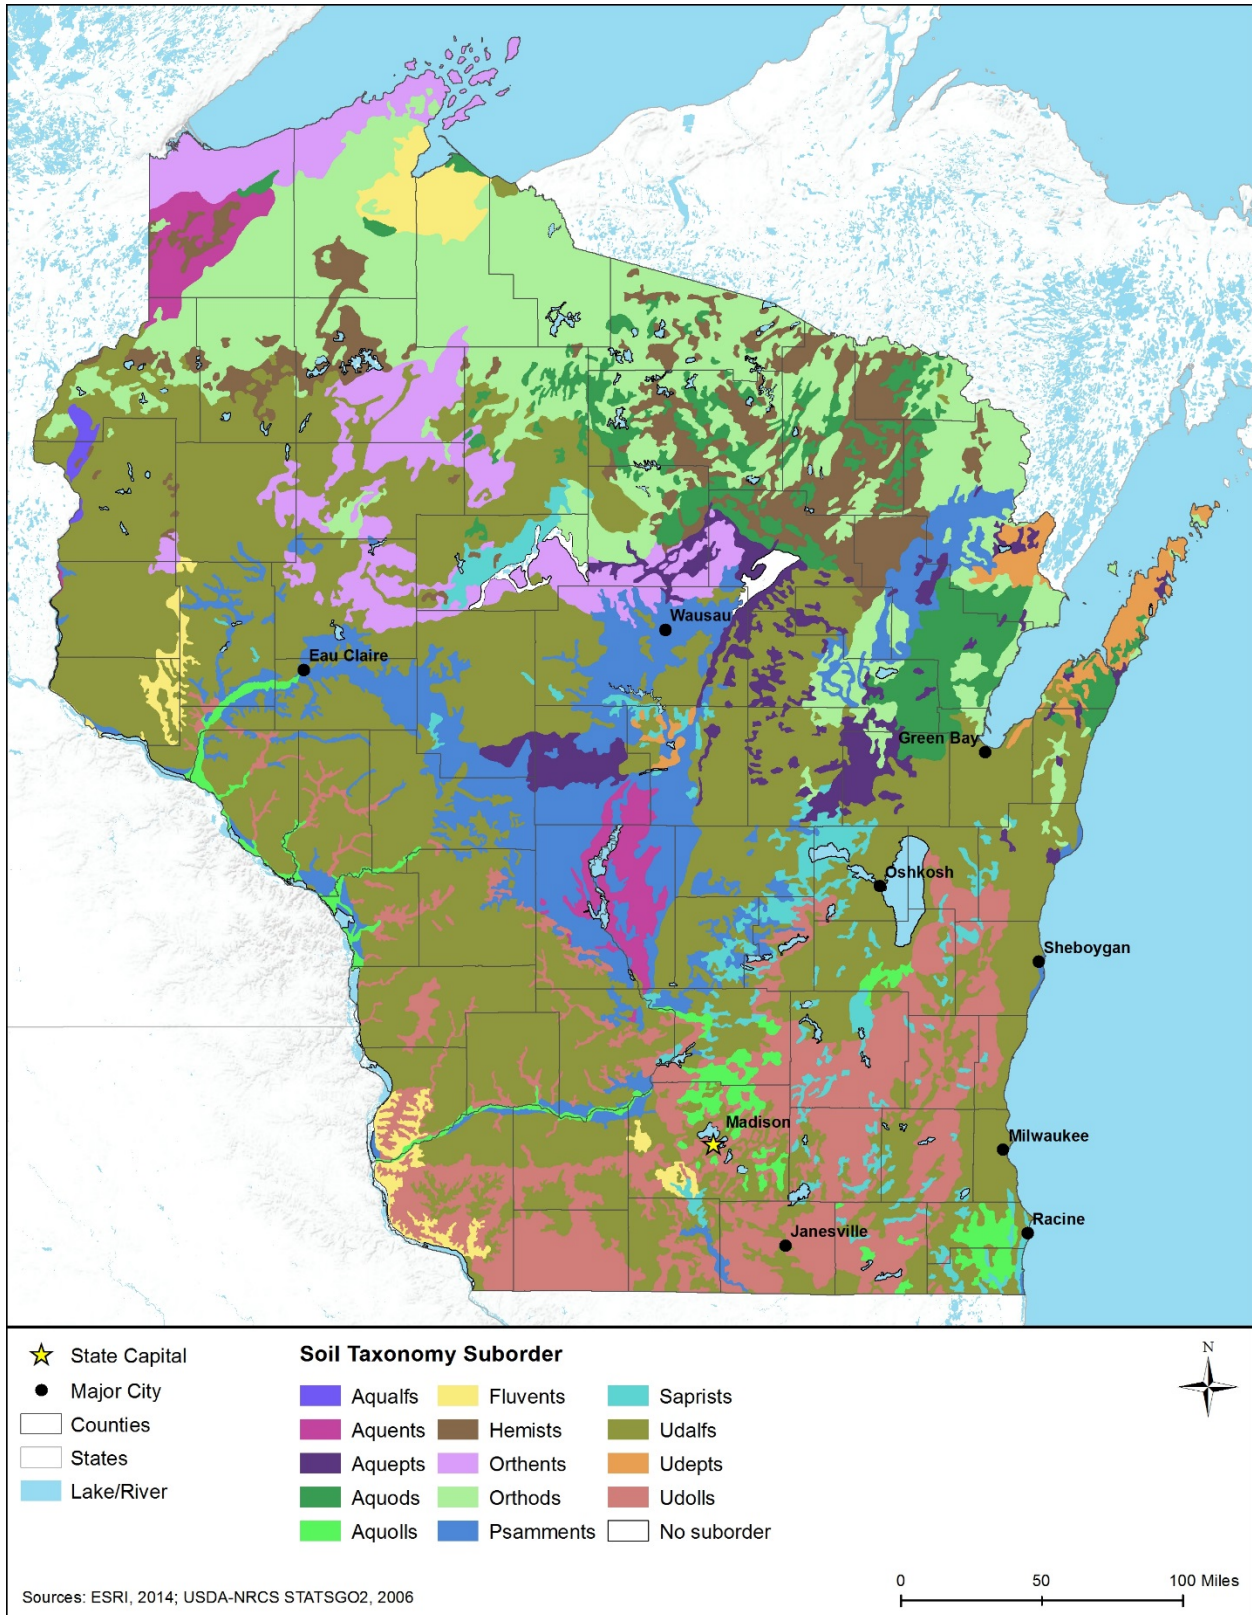 Wausau
Eau Claire
Green Bay
Oshkosh
Sheboygan
Madison
Milwaukee
Janesville
Racine
State Capital
Major City
Counties
States
Lake/River
Soil Taxonomy Suborder
Aqualfs
Aquents
Aquepts
Aquods
Aquolls
Fluvents
Hemists
Orthents
Orthods
Psamments
Saprists
Udalfs
Udepts
Udolls
No suborder
N
Sources: ESRI, 2014; USDA-NRCS STATSGO2, 2006
0 50 100 Miles